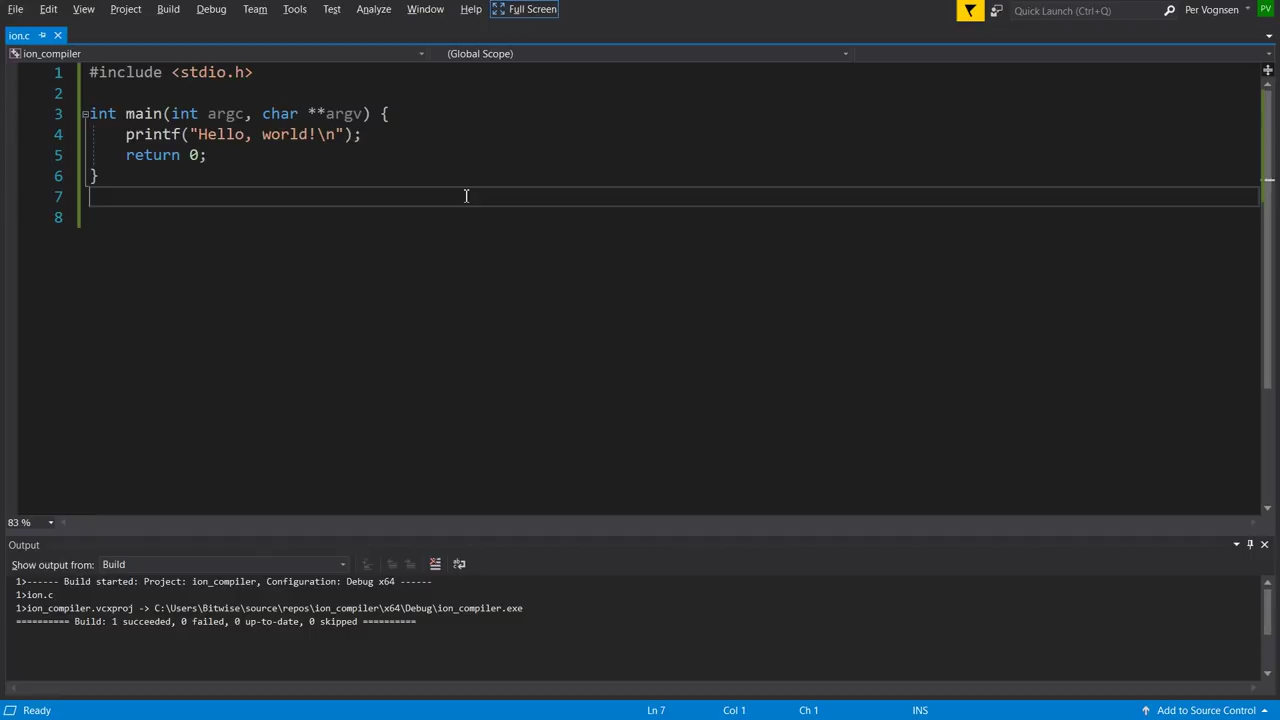 File Edit View Project Build Debug Team Tools Test Analyze Window Help Full Screen Quick Launch (Ctrl+Q) Per Vognsen PV
ion.c
ion_compiler (Global Scope)
1 #include <stdio.h>
2
3 int main(int argc, char **argv) {
4 printf("Hello, world!\n");
5 return 0;
6 }
7
8
83 %
Output
Show output from: Build
1>------ Build started: Project: ion_compiler, Configuration: Debug x64 ------
1>ion.c
1>ion_compiler.vcxproj -> C:\Users\Bitwise\source\repos\ion_compiler\x64\Debug\ion_compiler.exe
========== Build: 1 succeeded, 0 failed, 0 up-to-date, 0 skipped ==========
Ready Ln 7 Col 1 Ch 1 INS Add to Source Control